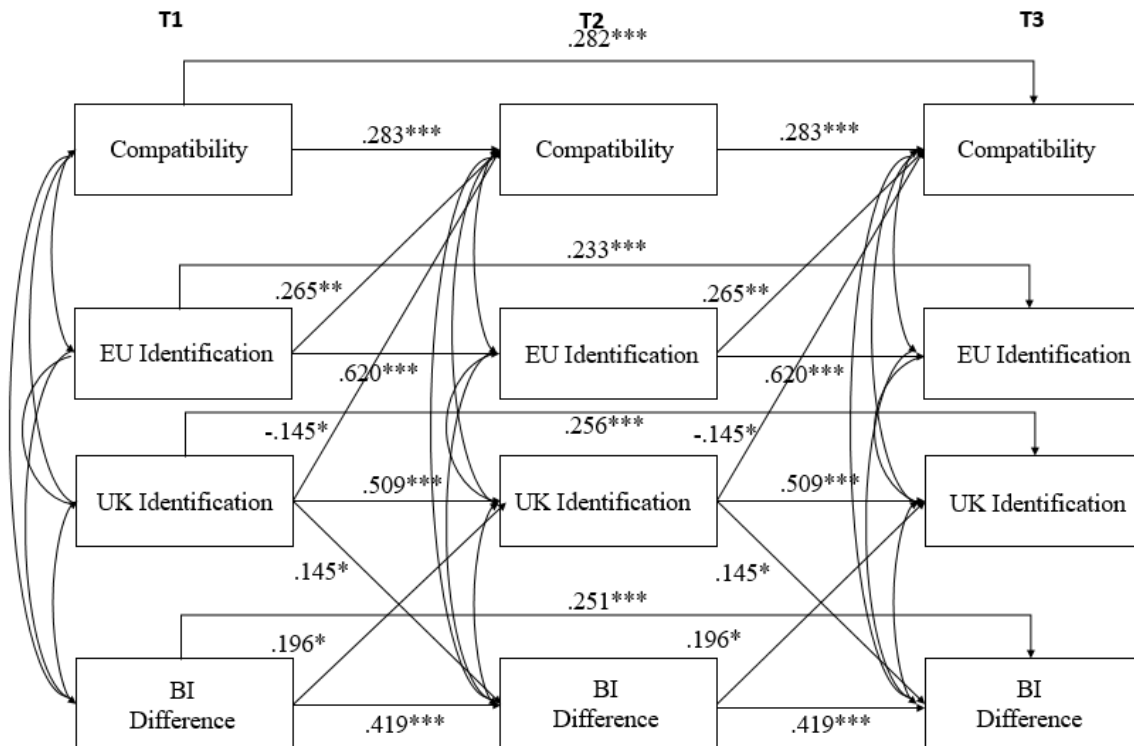 T1 T2 T3
.282***
Compatibility .283*** Compatibility .283*** Compatibility
.233***
.265** .265**
EU Identification EU Identification EU Identification
.620*** .620***
-.145* .256*** -.145*
.509*** .509***
UK Identification UK Identification UK Identification
.145* .145*
.251***
.196* .196*
BI BI BI
Difference Difference Difference
.419*** .419***